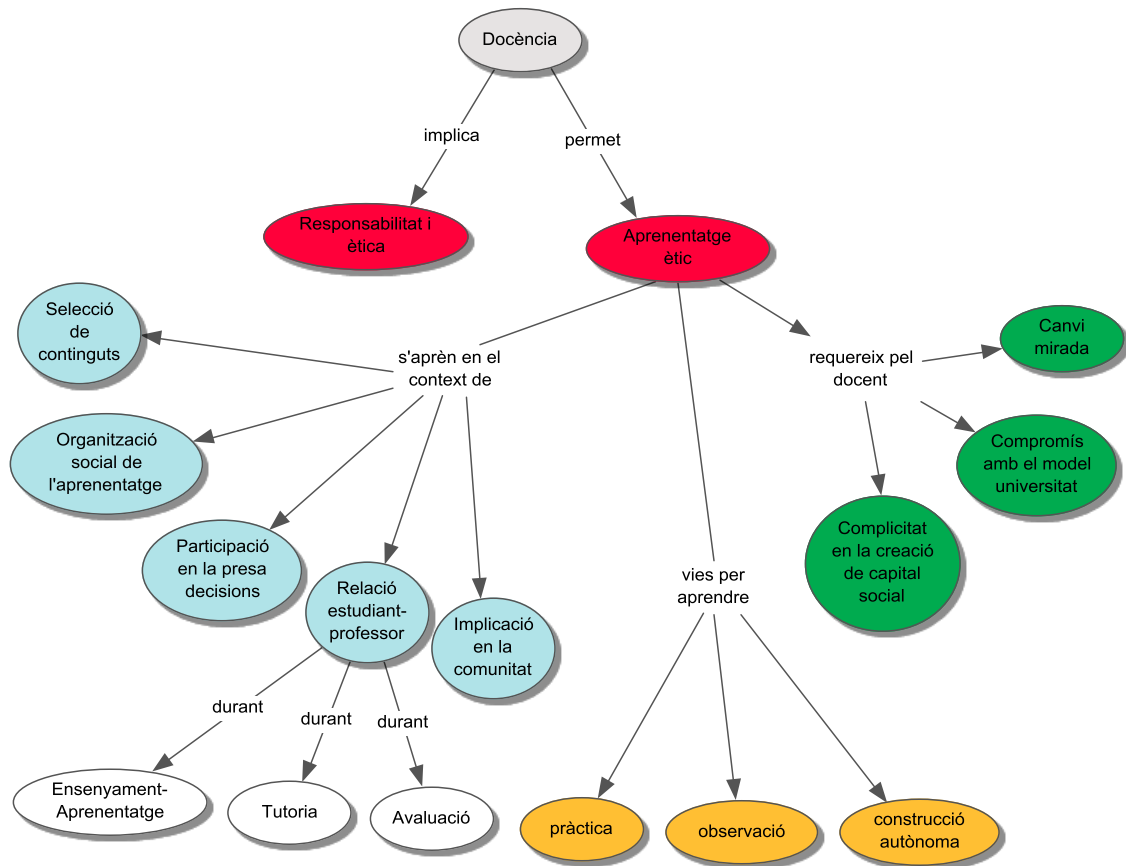 Docència
implica
permet
Responsabilitat i
ètica
Aprenentatge
ètic
Selecció
de
continguts
s'aprèn en el
context de
requereix pel
docent
Canvi
mirada
Organització
social de
l'aprenentatge
Compromís
amb el model
universitat
Participació
en la presa
decisions
Relació
estudiant-
professor
Implicació
en la
comunitat
vies per
aprendre
Complicitat
en la creació
de capital
social
durant
durant
durant
Ensenyament-
Aprenentatge
Tutoria
Avaluació
pràctica
observació
construcció
autònoma